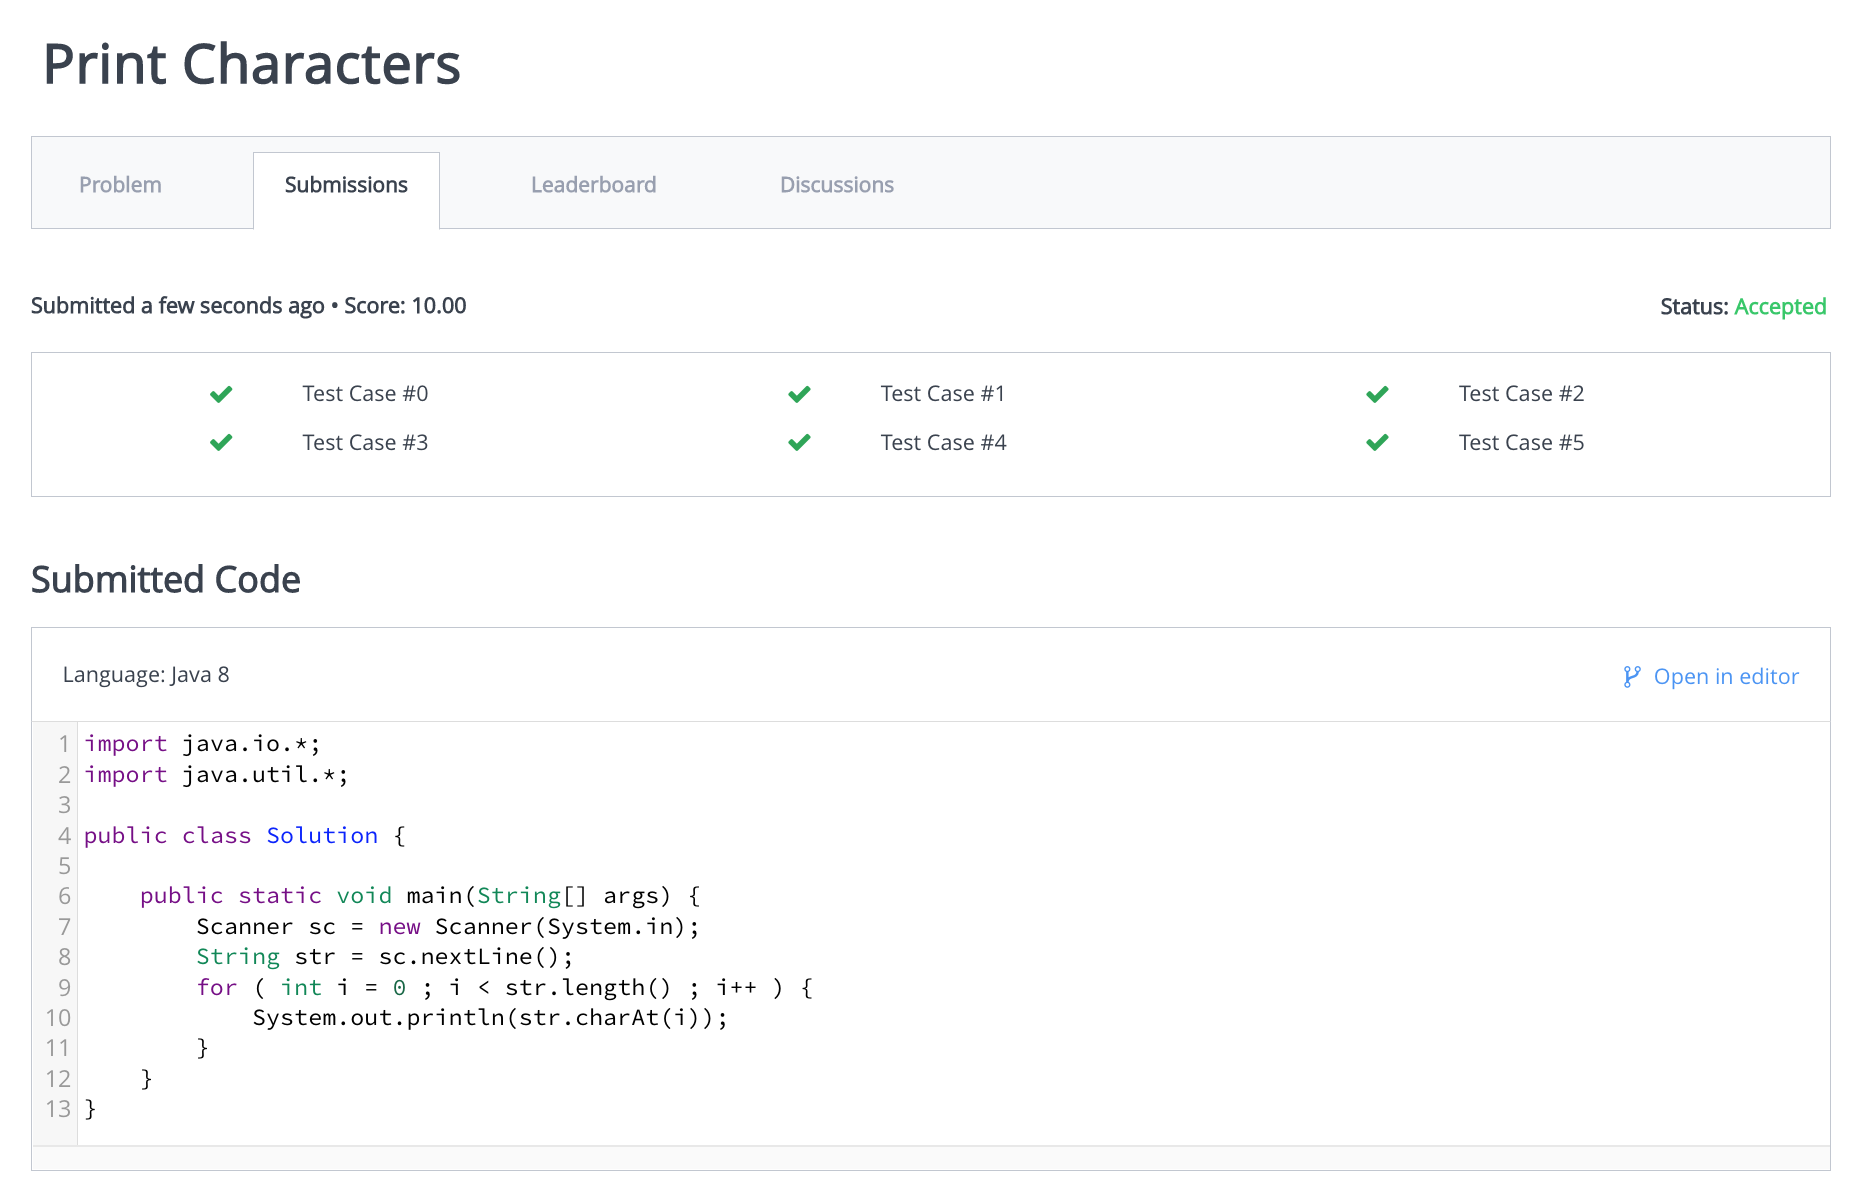 Print Characters
Problem Submissions Leaderboard Discussions
Submitted a few seconds ago • Score: 10.00 Status: Accepted
Test Case #0 Test Case #1 Test Case #2
Test Case #3 Test Case #4 Test Case #5
Submitted Code
Language: Java 8 Open in editor
1 import java.io.*;
2 import java.util.*;
3
4 public class Solution {
5
6     public static void main(String[] args) {
7         Scanner sc = new Scanner(System.in);
8         String str = sc.nextLine();
9         for ( int i = 0 ; i < str.length() ; i++ ) {
10             System.out.println(str.charAt(i));
11         }
12     }
13 }